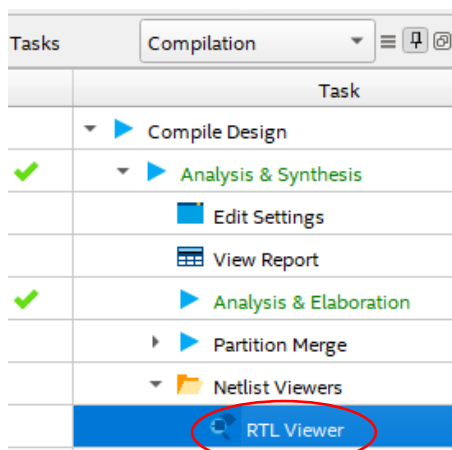 Tasks Compilation
Task
Compile Design
Analysis & Synthesis
Edit Settings
View Report
Analysis & Elaboration
Partition Merge
Netlist Viewers
RTL Viewer